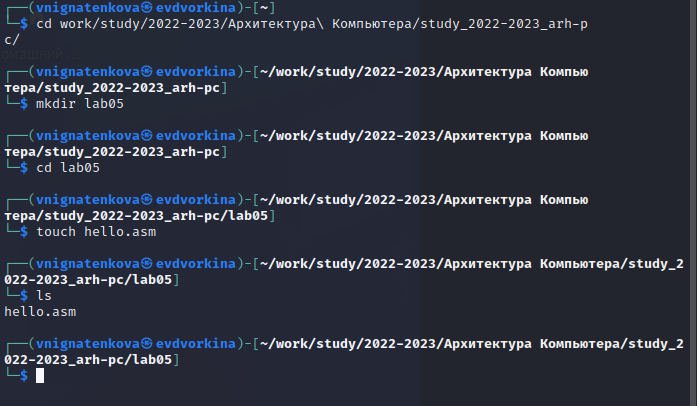 ┌──(vnignatenkova㉿evdvorkina)-[~]
└─$ cd work/study/2022-2023/Архитектура\ Компьютера/study_2022-2023_arh-p
c/
┌──(vnignatenkova㉿evdvorkina)-[~/work/study/2022-2023/Архитектура Компью
тера/study_2022-2023_arh-pc]
└─$ mkdir lab05
┌──(vnignatenkova㉿evdvorkina)-[~/work/study/2022-2023/Архитектура Компью
тера/study_2022-2023_arh-pc]
└─$ cd lab05
┌──(vnignatenkova㉿evdvorkina)-[~/work/study/2022-2023/Архитектура Компью
тера/study_2022-2023_arh-pc/lab05]
└─$ touch hello.asm
┌──(vnignatenkova㉿evdvorkina)-[~/work/study/2022-2023/Архитектура Компьютера/study_2
022-2023_arh-pc/lab05]
└─$ ls
hello.asm
┌──(vnignatenkova㉿evdvorkina)-[~/work/study/2022-2023/Архитектура Компьютера/study_2
022-2023_arh-pc/lab05]
└─$